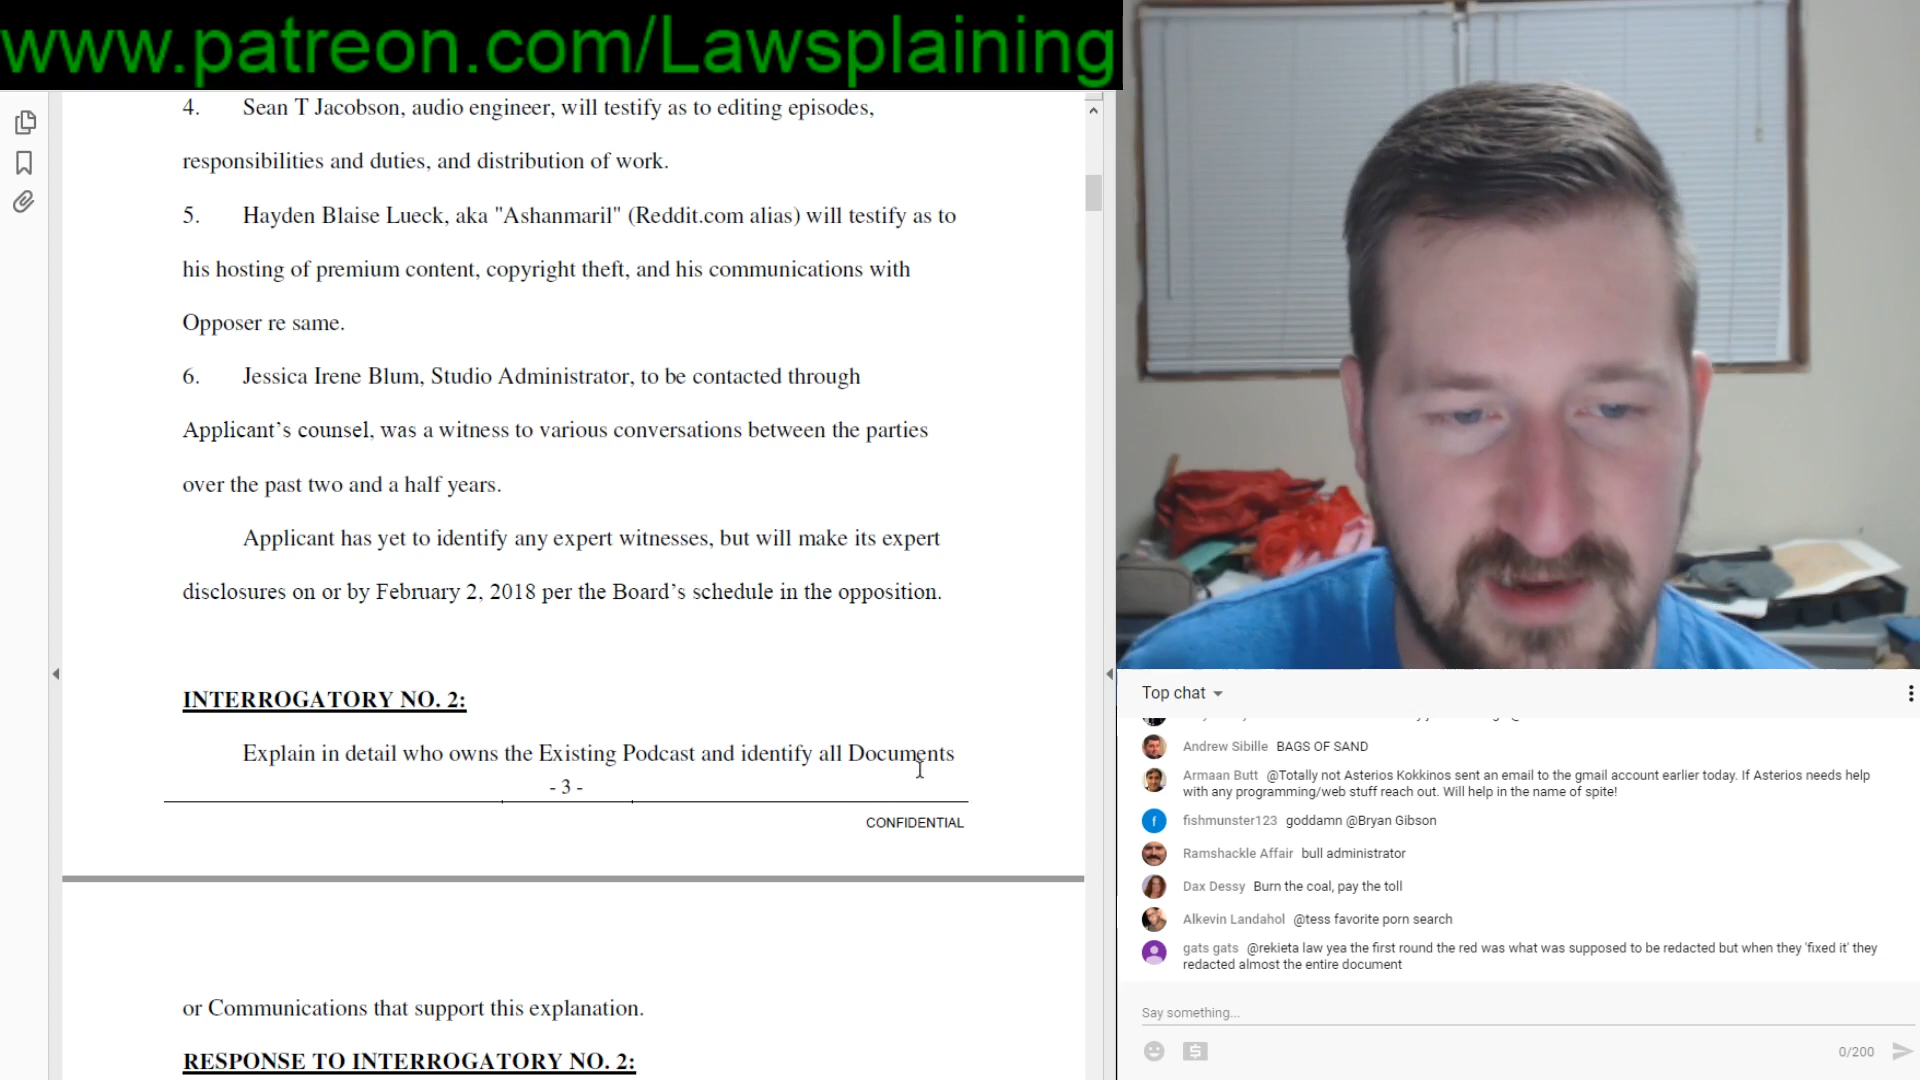 www.patreon.com/Lawsplaining
4. Sean T Jacobson, audio engineer, will testify as to editing episodes,
responsibilities and duties, and distribution of work.
5. Hayden Blaise Lueck, aka "Ashanmaril" (Reddit.com alias) will testify as to
his hosting of premium content, copyright theft, and his communications with
Opposer re same.
6. Jessica Irene Blum, Studio Administrator, to be contacted through
Applicant’s counsel, was a witness to various conversations between the parties
over the past two and a half years.
Applicant has yet to identify any expert witnesses, but will make its expert
disclosures on or by February 2, 2018 per the Board’s schedule in the opposition.
INTERROGATORY NO. 2:
Explain in detail who owns the Existing Podcast and identify all Documents
- 3 -
CONFIDENTIAL
or Communications that support this explanation.
RESPONSE TO INTERROGATORY NO. 2:
Top chat
Andrew Sibille BAGS OF SAND
Armaan Butt @Totally not Asterios Kokkinos sent an email to the gmail account earlier today. If Asterios needs help
with any programming/web stuff reach out. Will help in the name of spite!
f
fishmunster123 goddamn @Bryan Gibson
Ramshackle Affair bull administrator
Dax Dessy Burn the coal, pay the toll
Alkevin Landahol @tess favorite porn search
gats gats @rekieta law yea the first round the red was what was supposed to be redacted but when they 'fixed it' they
redacted almost the entire document
Say something...
0/200